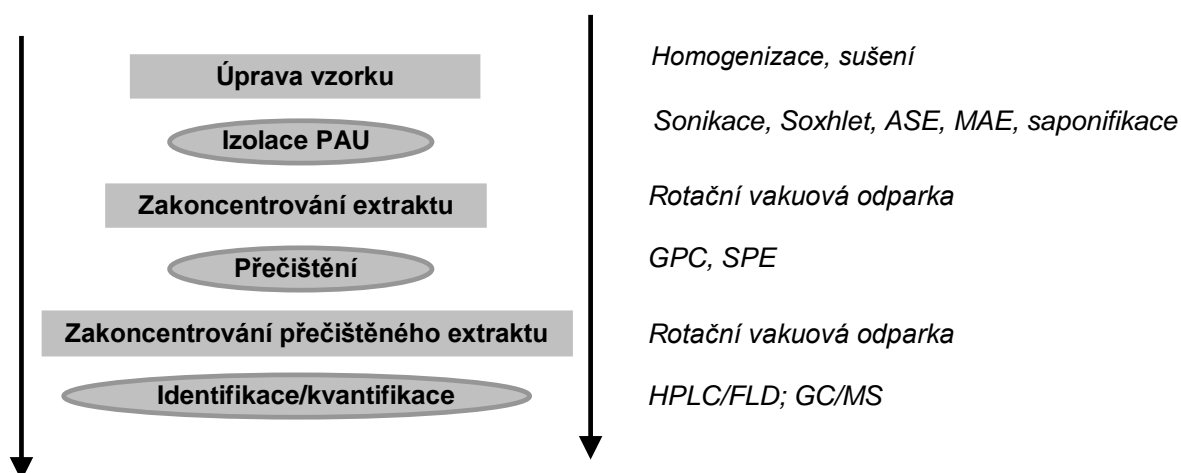 Úprava vzorku
Homogenizace, sušení
Izolace PAU
Sonikace, Soxhlet, ASE, MAE, saponifikace
Zakoncentrování extraktu
Rotační vakuová odparka
Přečištění
GPC, SPE
Zakoncentrování přečištěného extraktu
Rotační vakuová odparka
Identifikace/kvantifikace
HPLC/FLD; GC/MS